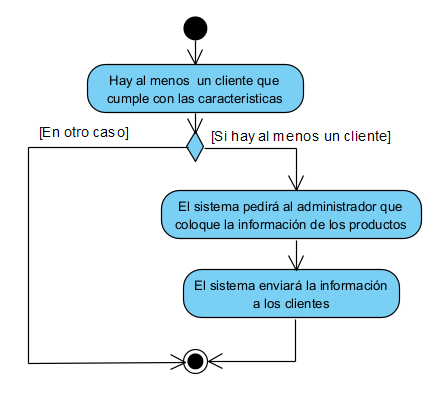 Hay al menos un cliente que
cumple con las caracteristicas
[En otro caso]
[Si hay al menos un cliente]
El sistema pedirá al administrador que
coloque la información de los productos
El sistema enviará la información
a los clientes